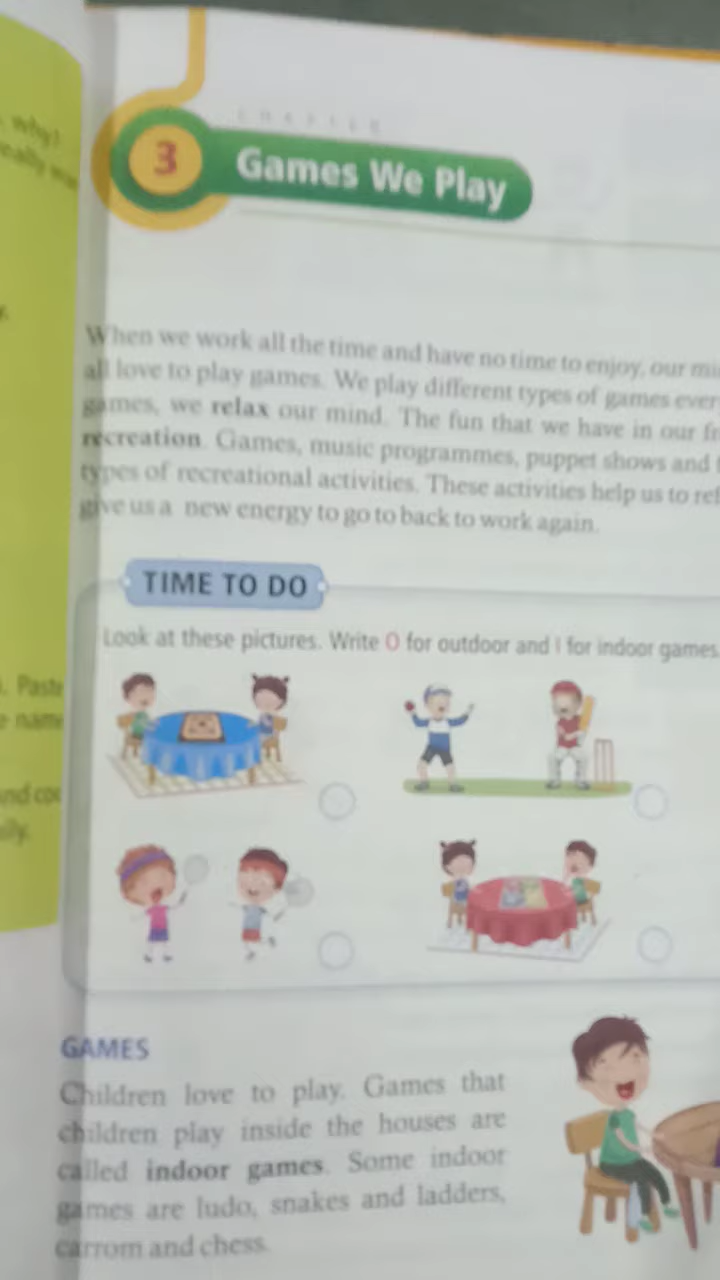 why!
CHAPTER
3
Games We Play
When we work all the time and have no time to enjoy, our
all love to play games. We play different types of games
games, we relax our mind. The fun that we have in our
recreation. Games, music programmes, puppet shows and
types of recreational activities. These activities help us to
give us a new energy to go to back to work again.
TIME TO DO
Look at these pictures. Write O for outdoor and I for indoor games.
Paste
GAMES
Children love to play. Games that
children play inside the houses are
called indoor games. Some indoor
games are ludo, snakes and ladders,
carrom and chess.